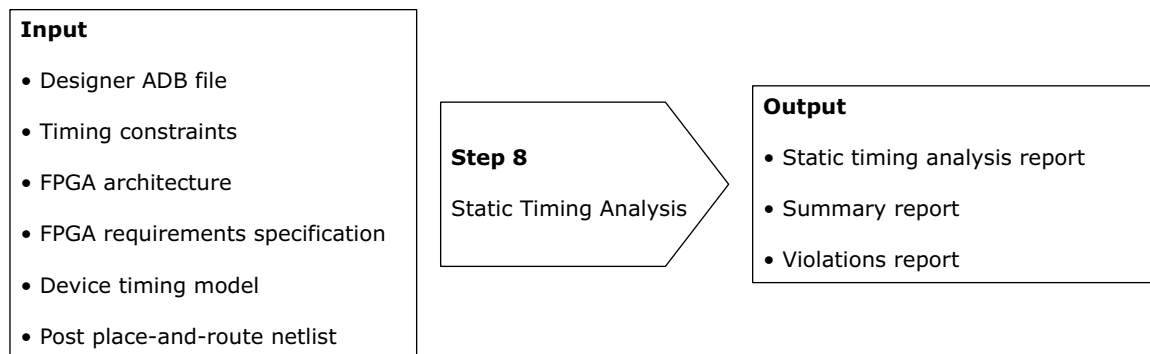 Input
• Designer ADB file
• Timing constraints
• FPGA architecture
• FPGA requirements specification
• Device timing model
• Post place-and-route netlist
Step 8
Static Timing Analysis
Output
• Static timing analysis report
• Summary report
• Violations report